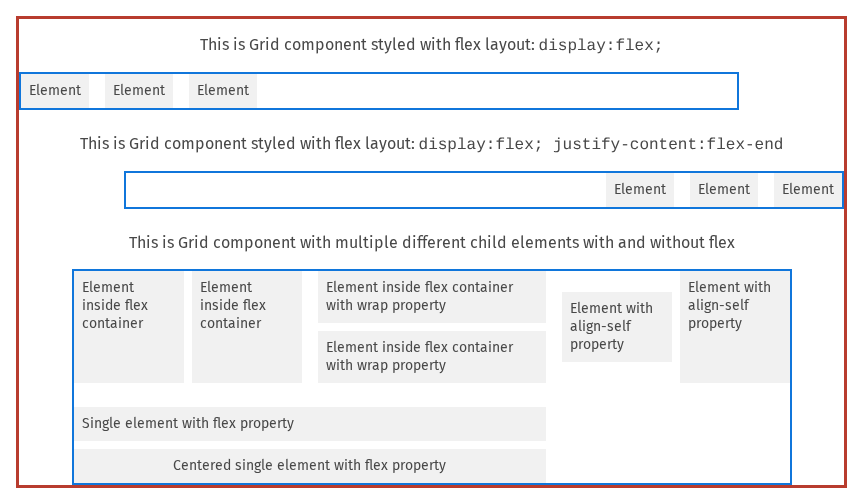 This is Grid component styled with flex layout: display:flex;
Element Element Element
This is Grid component styled with flex layout: display:flex; justify-content:flex-end
Element Element Element
This is Grid component with multiple different child elements with and without flex
Element
inside flex
container
Element
inside flex
container
Element inside flex container
with wrap property
Element inside flex container
with wrap property
Element with
align-self
property
Element with
align-self
property
Single element with flex property
Centered single element with flex property